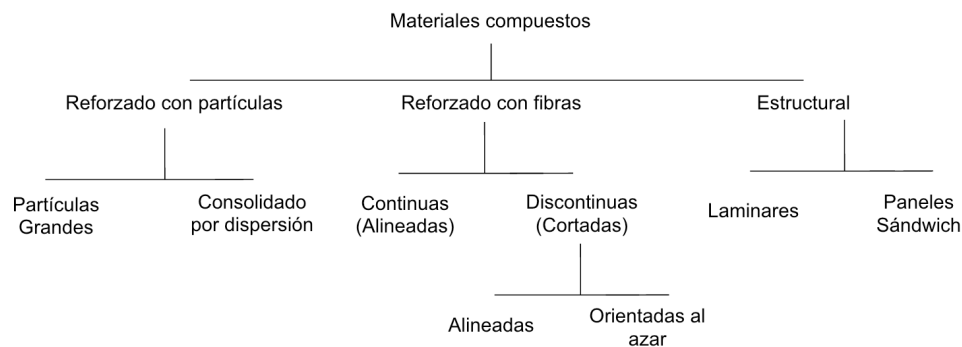 Materiales compuestos
Reforzado con partículas
Reforzado con fibras
Estructural
Partículas
Grandes
Consolidado
por dispersión
Continuas
(Alineadas)
Discontinuas
(Cortadas)
Laminares
Paneles
Sándwich
Alineadas
Orientadas al
azar